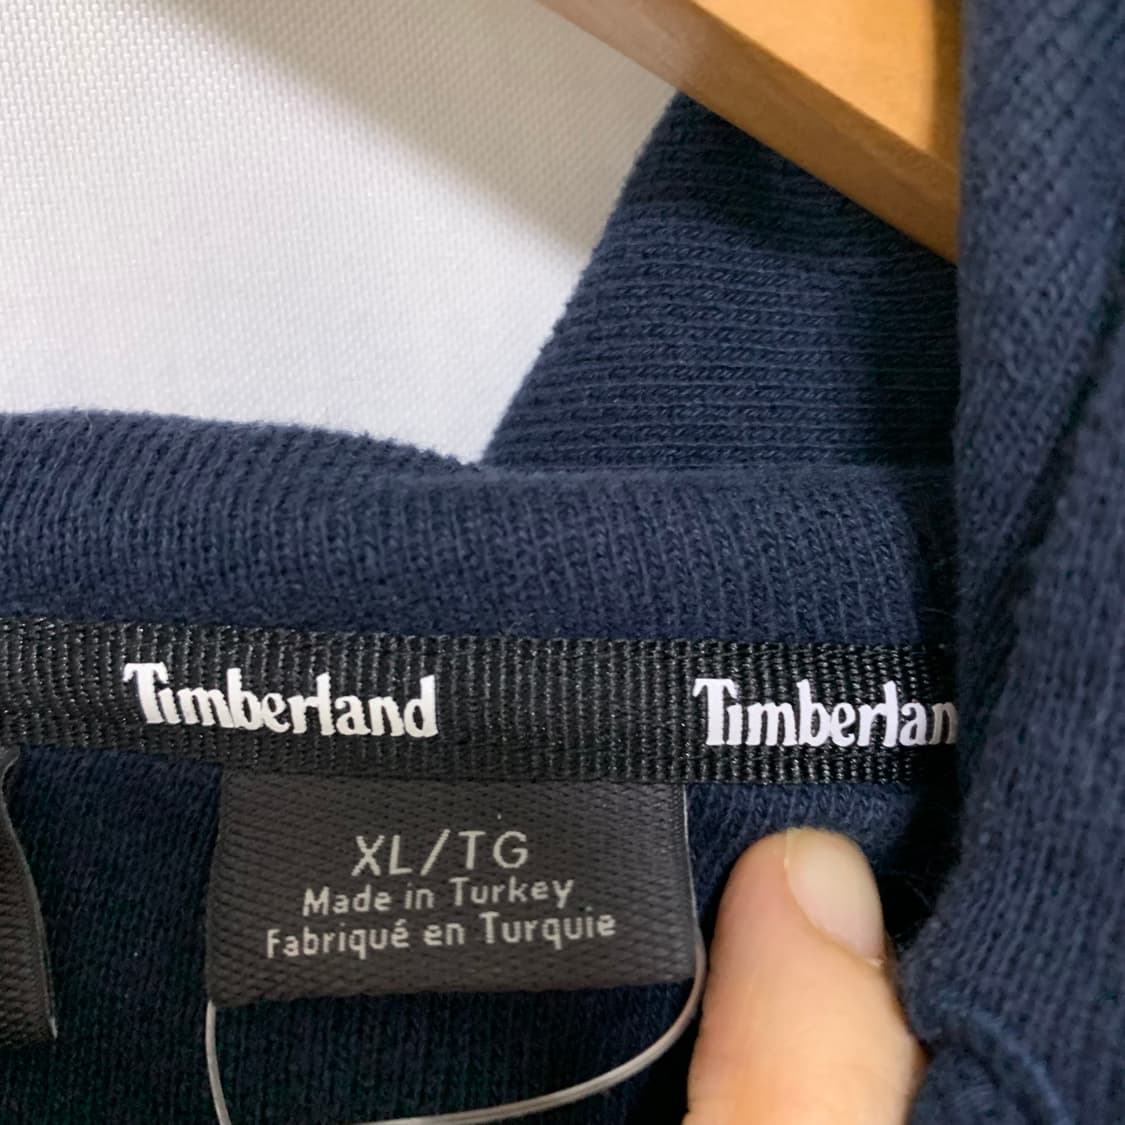 Timberland Timberlan
XL/TG
Made in Turkey
Fabriqué en Turquie